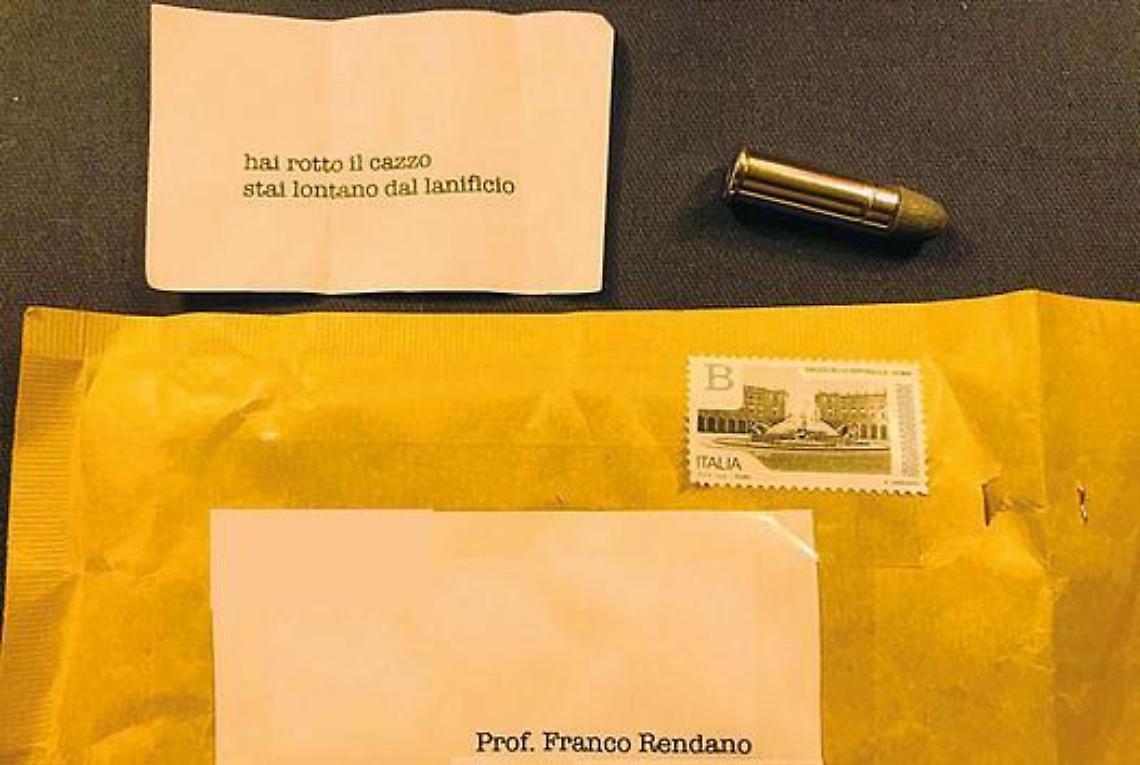 hai rotto il cazzo
stai lontano dal lanificio
B
ITALIA
Prof. Franco Rendano